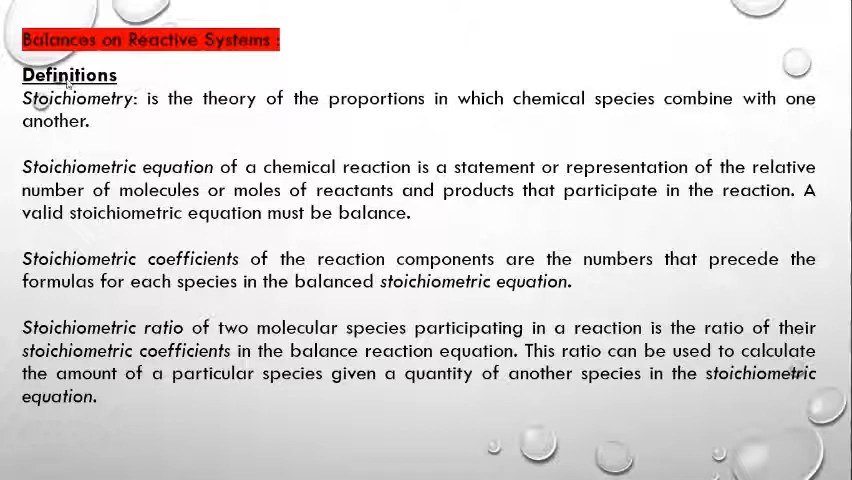 Balances on Reactive Systems :
Definitions
Stoichiometry: is the theory of the proportions in which chemical species combine with one
another.
Stoichiometric equation of a chemical reaction is a statement or representation of the relative
number of molecules or moles of reactants and products that participate in the reaction. A
valid stoichiometric equation must be balance.
Stoichiometric coefficients of the reaction components are the numbers that precede the
formulas for each species in the balanced stoichiometric equation.
Stoichiometric ratio of two molecular species participating in a reaction is the ratio of their
stoichiometric coefficients in the balance reaction equation. This ratio can be used to calculate
the amount of a particular species given a quantity of another species in the stoichiometric
equation.